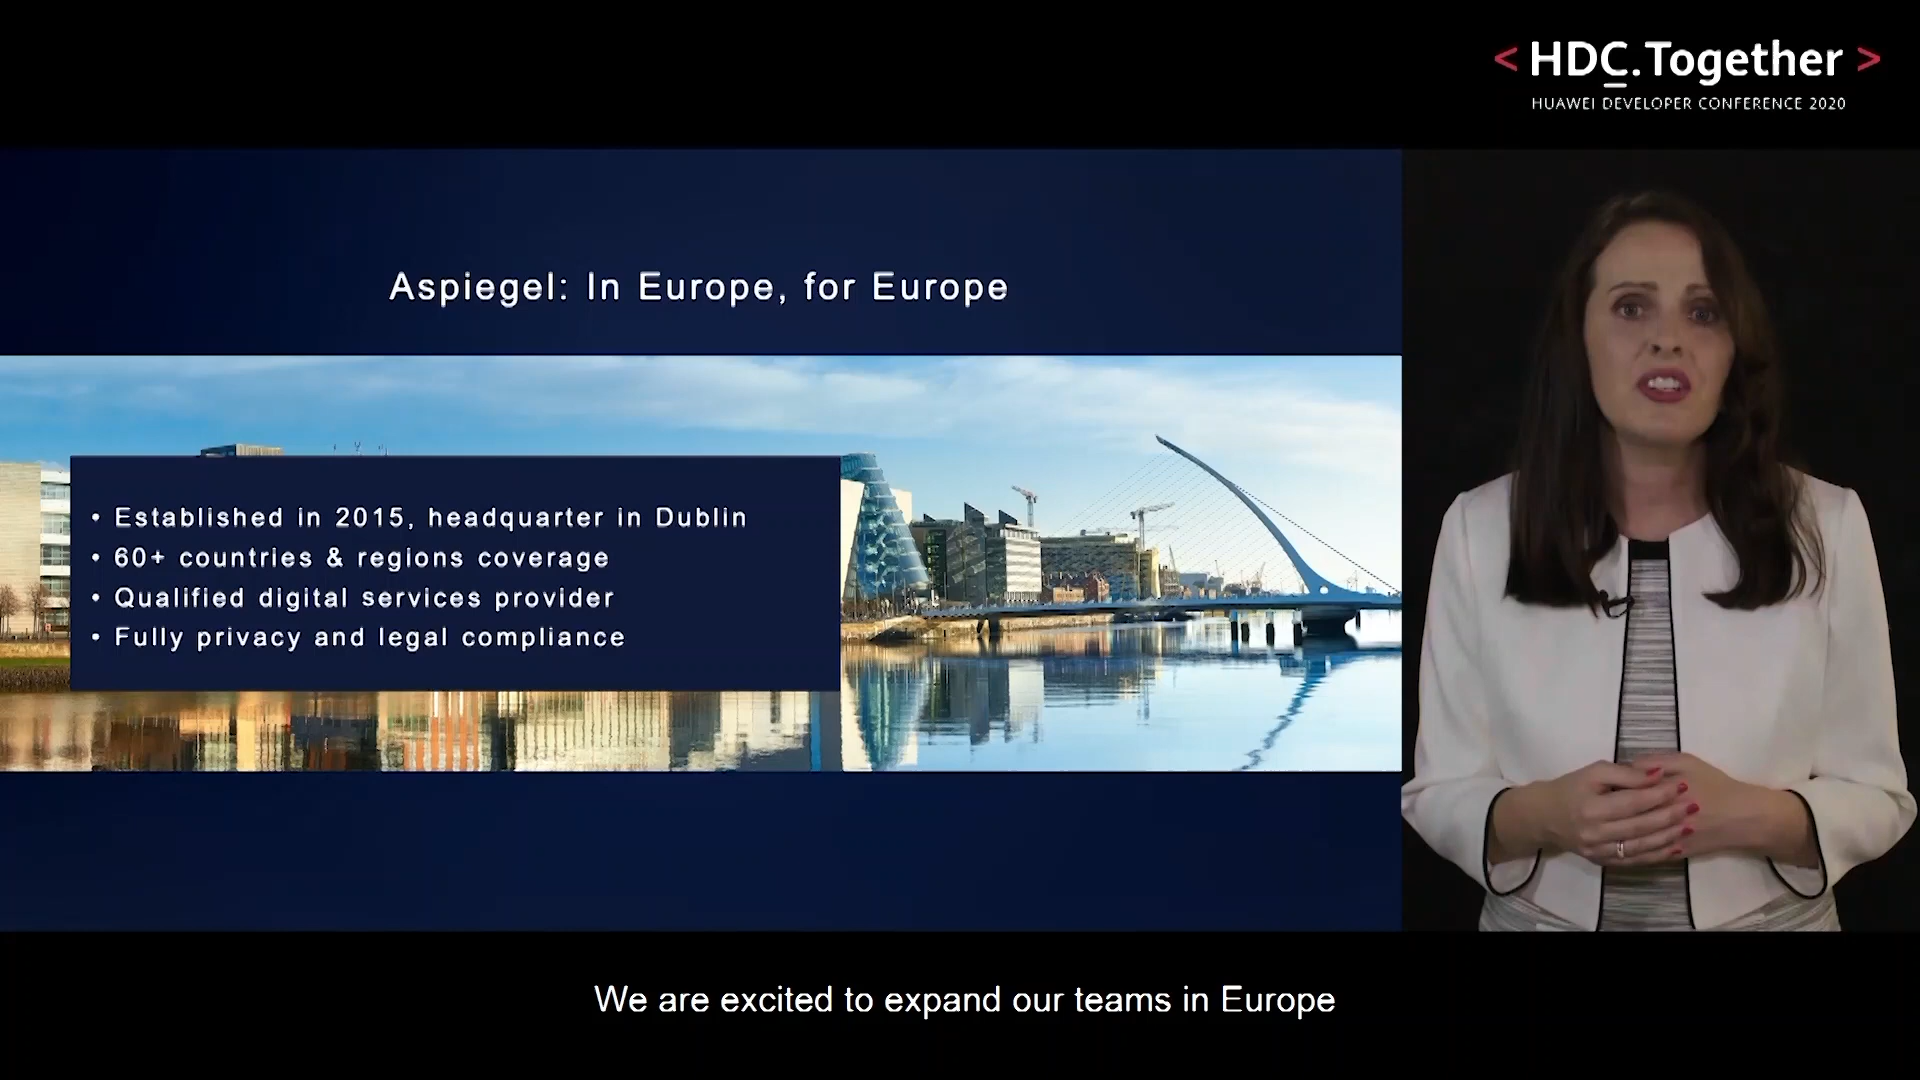 < HDC.Together >
HUAWEI DEVELOPER CONFERENCE 2020
Aspiegel: In Europe, for Europe
• Established in 2015, headquarter in Dublin
• 60+ countries & regions coverage
• Qualified digital services provider
• Fully privacy and legal compliance
We are excited to expand our teams in Europe